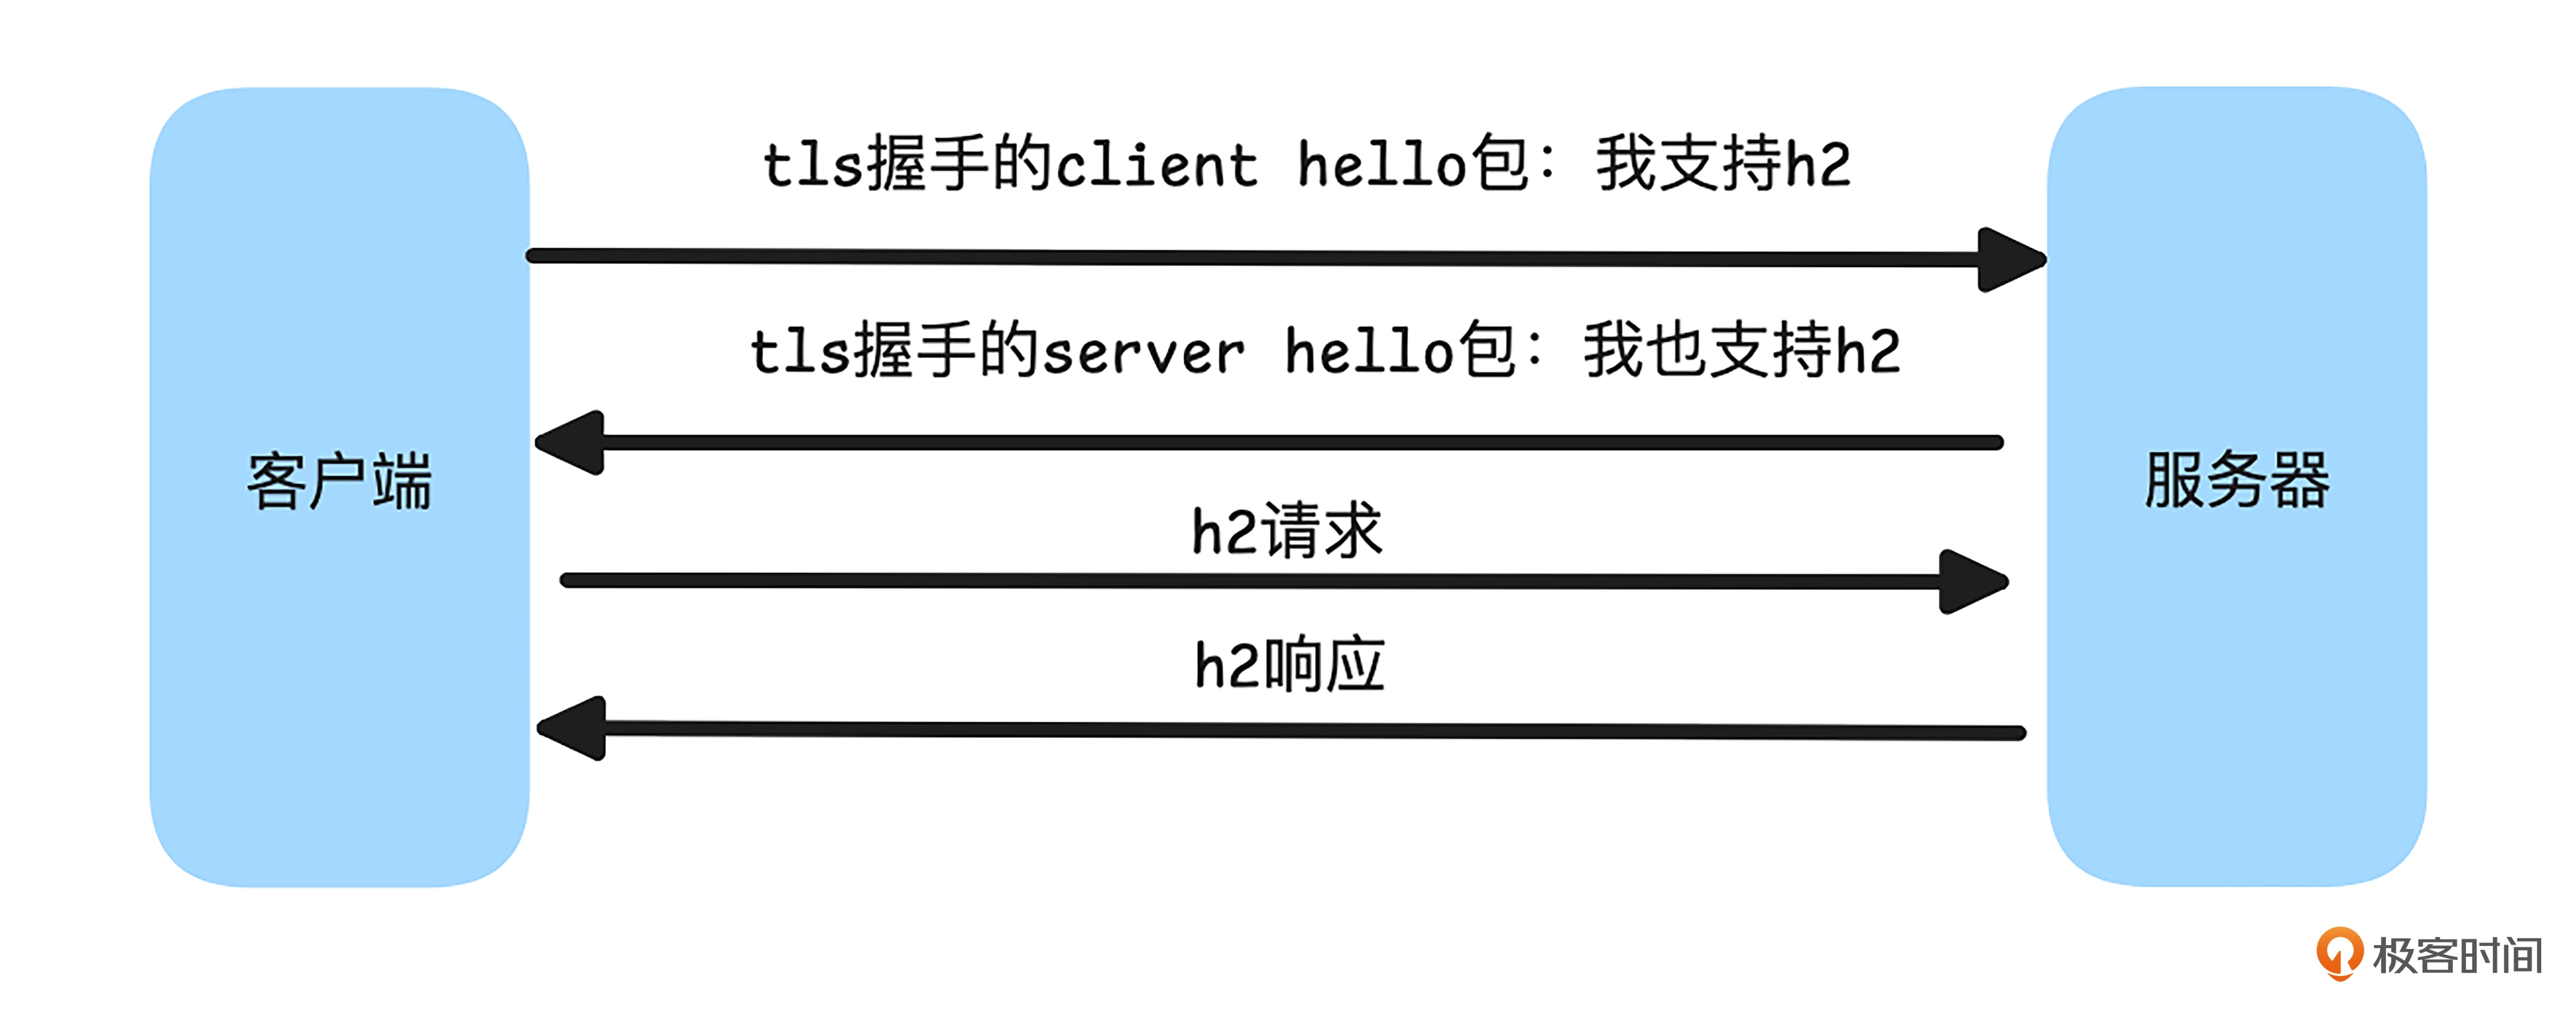 tls握手的client hello包：我支持h2
tls握手的server hello包：我也支持h2
客户端
服务器
h2请求
h2响应
极客时间